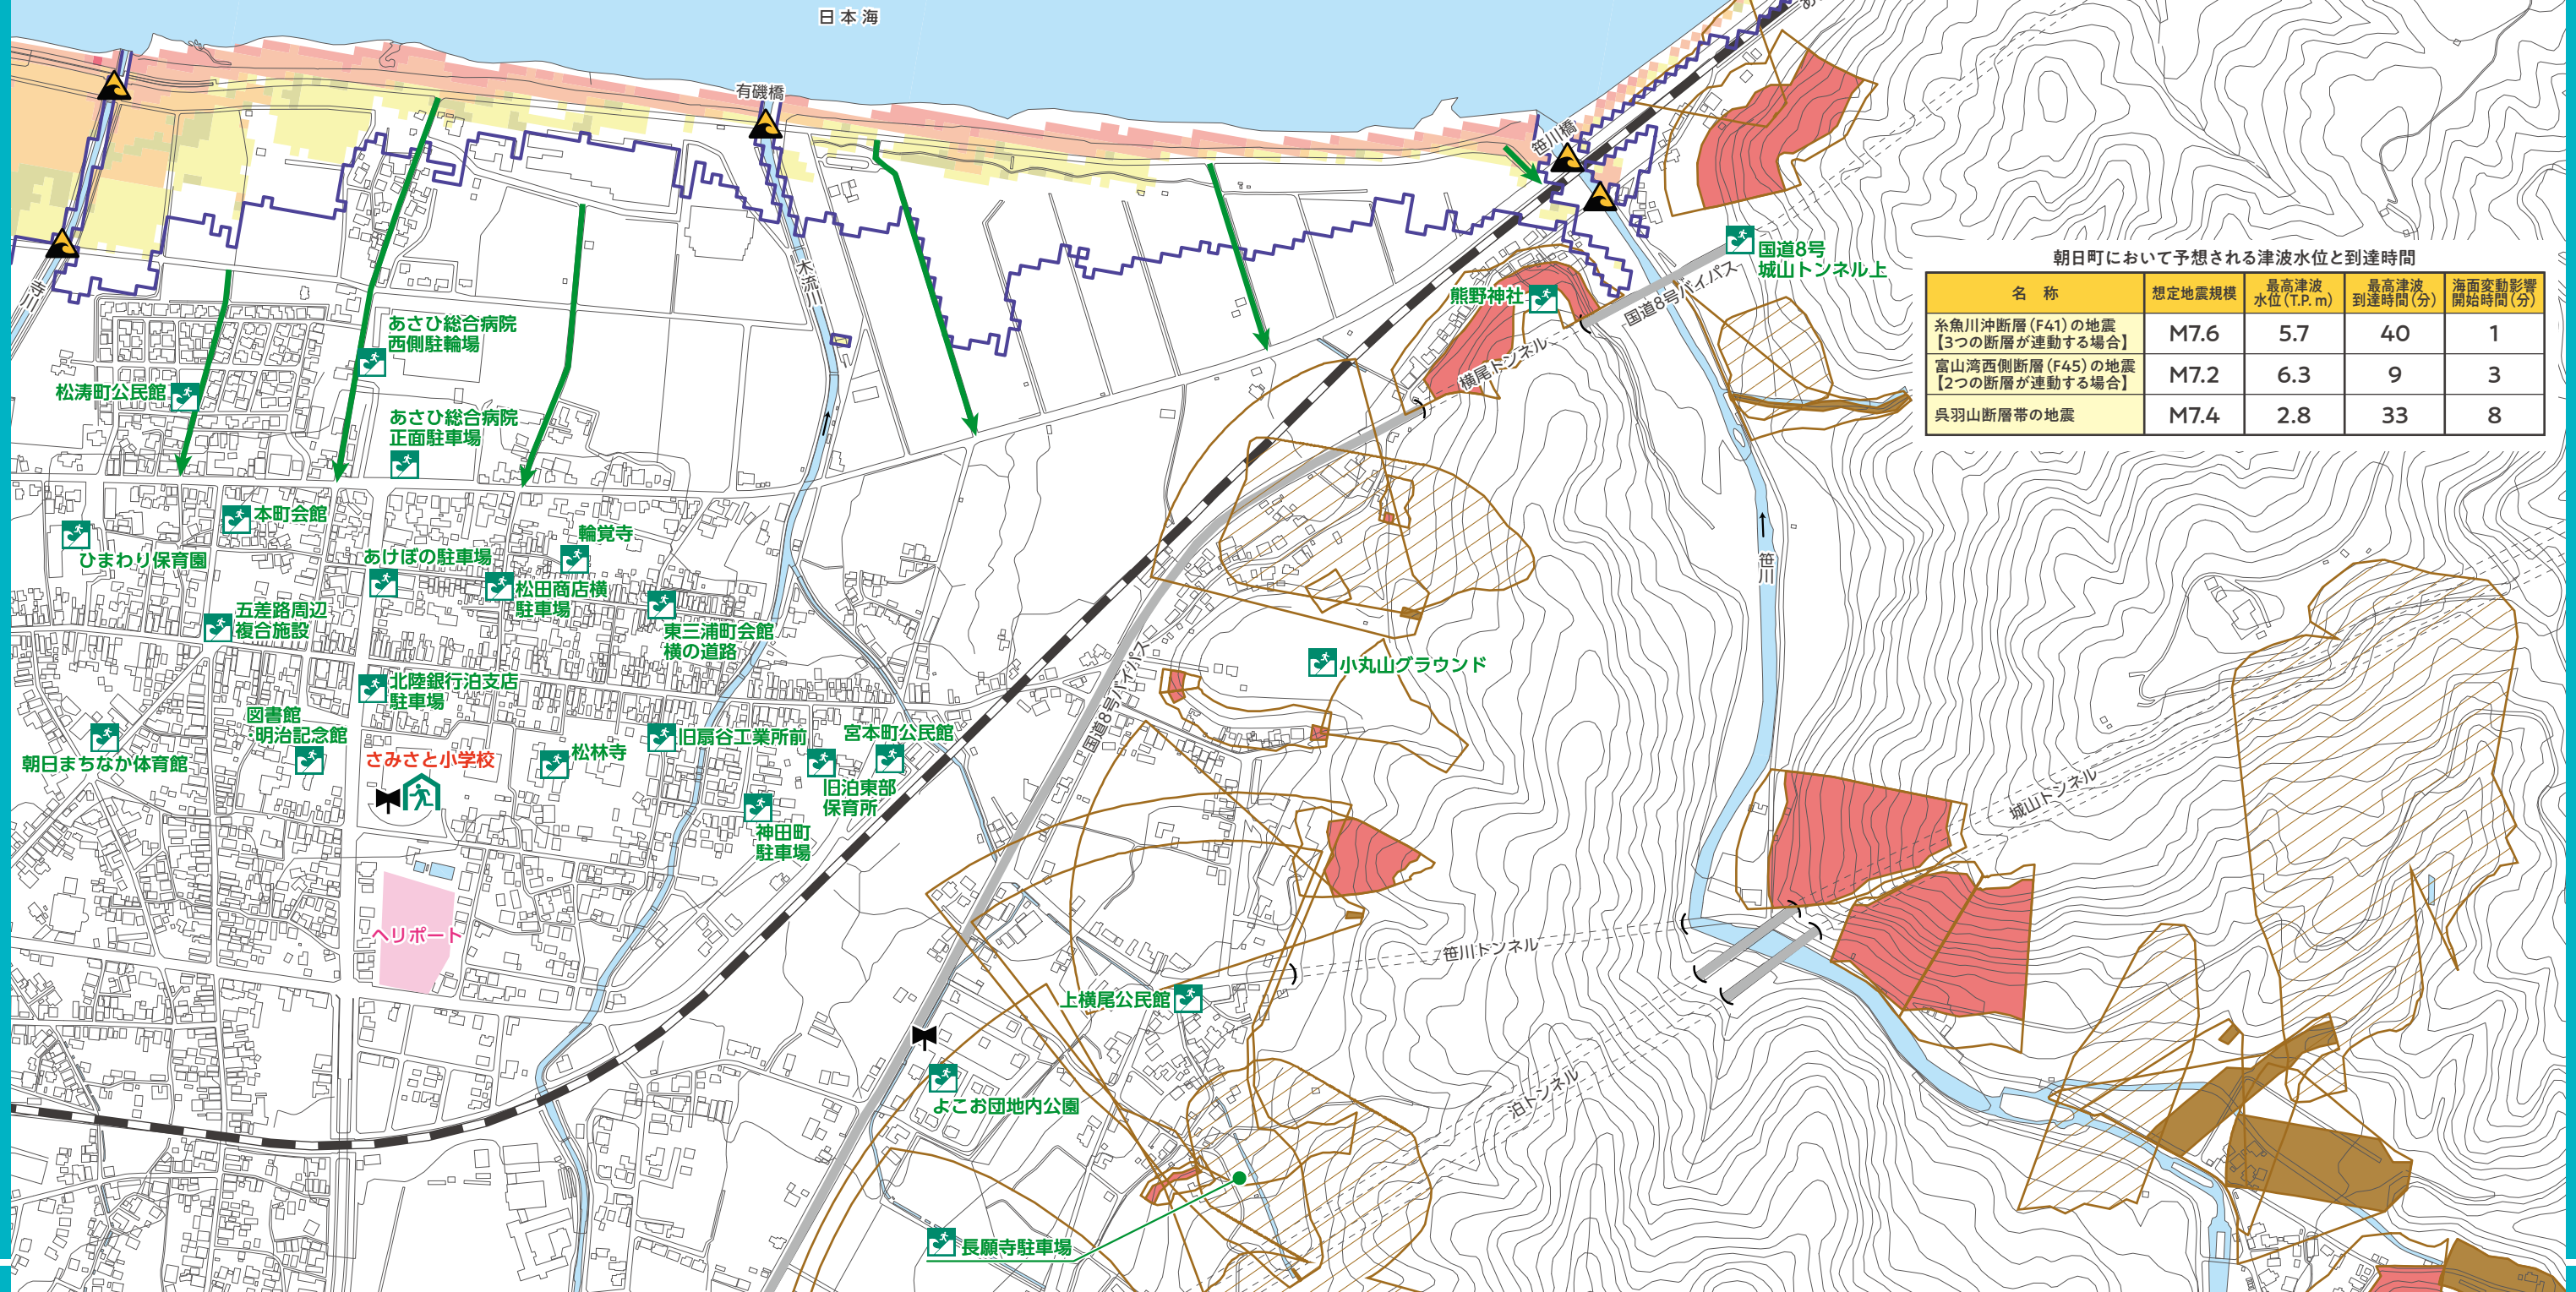 日本海
あ
有磯橋
笹川橋
寺川
木流川
国道8号
城山トンネル上
国道8号バイパス
熊野神社
横尾トンネル
朝日町において予想される津波水位と到達時間
名 称 想定地震規模 最高津波水位(T.P. m) 最高津波到達時間(分) 海面変動影響開始時間(分)
糸魚川沖断層(F41)の地震
【3つの断層が連動する場合】 M7.6 5.7 40 1
富山湾西側断層(F45)の地震
【2つの断層が連動する場合】 M7.2 6.3 9 3
呉羽山断層帯の地震 M7.4 2.8 33 8
あさひ総合病院
西側駐輪場
松涛町公民館
あさひ総合病院
正面駐車場
本町会館
ひまわり保育園
輪覚寺
あけぼの駐車場
松田商店横
駐車場
五差路周辺
複合施設
東三浦町会館
横の道路
笹川
小丸山グラウンド
国道8号バイパス
北陸銀行泊支店
駐車場
図書館
・明治記念館
朝日まちなか体育館
さみさと小学校
松林寺
旧扇谷工業所前
宮本町公民館
旧泊東部
保育所
神田町
駐車場
城山トンネル
ヘリポート
笹川トンネル
上横尾公民館
よこお団地内公園
泊トンネル
長願寺駐車場